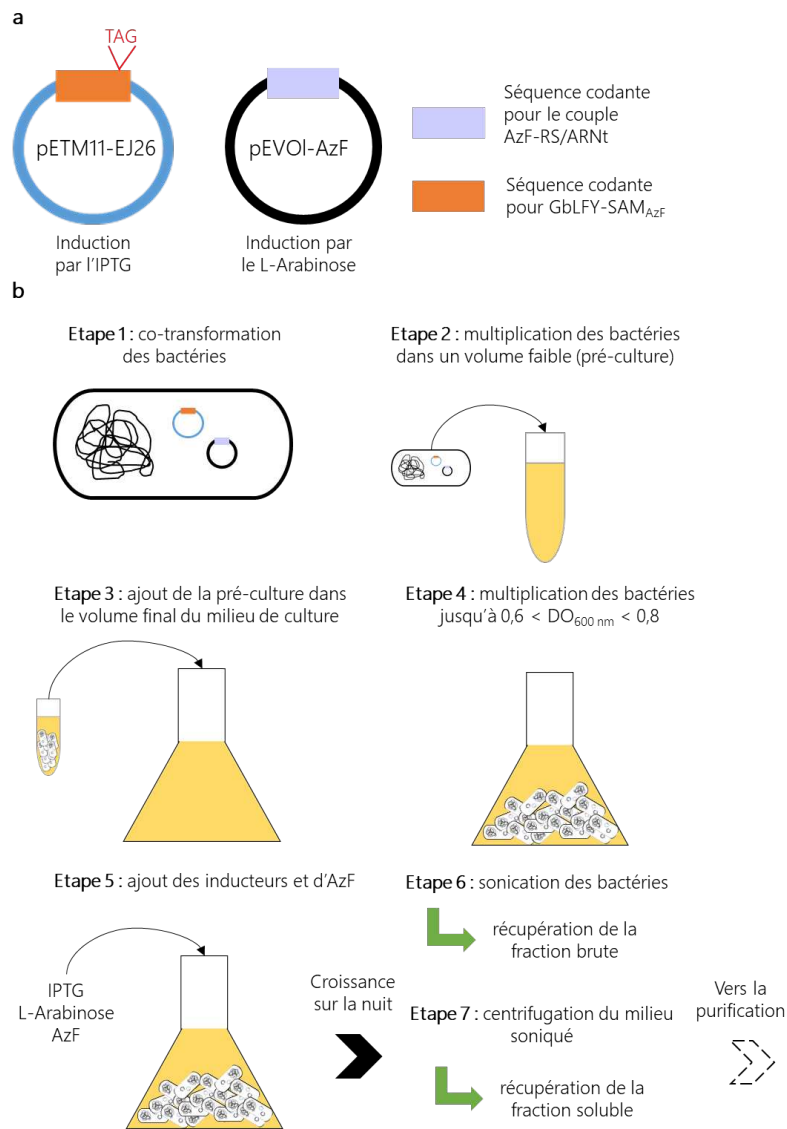 a
TAG
pETM11-EJ26
pEVOl-AzF
Induction
par l'IPTG
Induction par
le L-Arabinose
Séquence codante
pour le couple
AzF-RS/ARNt
Séquence codante
pour GbLFY-SAMAzF
b
Etape 1 : co-transformation
des bactéries
Etape 2 : multiplication des bactéries
dans un volume faible (pré-culture)
Etape 3 : ajout de la pré-culture dans
le volume final du milieu de culture
Etape 4 : multiplication des bactéries
jusqu'à 0,6 < DO600 nm < 0,8
Etape 5 : ajout des inducteurs et d'AzF
IPTG
L-Arabinose
AzF
Croissance
sur la nuit
Etape 6 : sonication des bactéries
récupération de la
fraction brute
Etape 7 : centrifugation du milieu
soniqué
récupération de la
fraction soluble
Vers la
purification